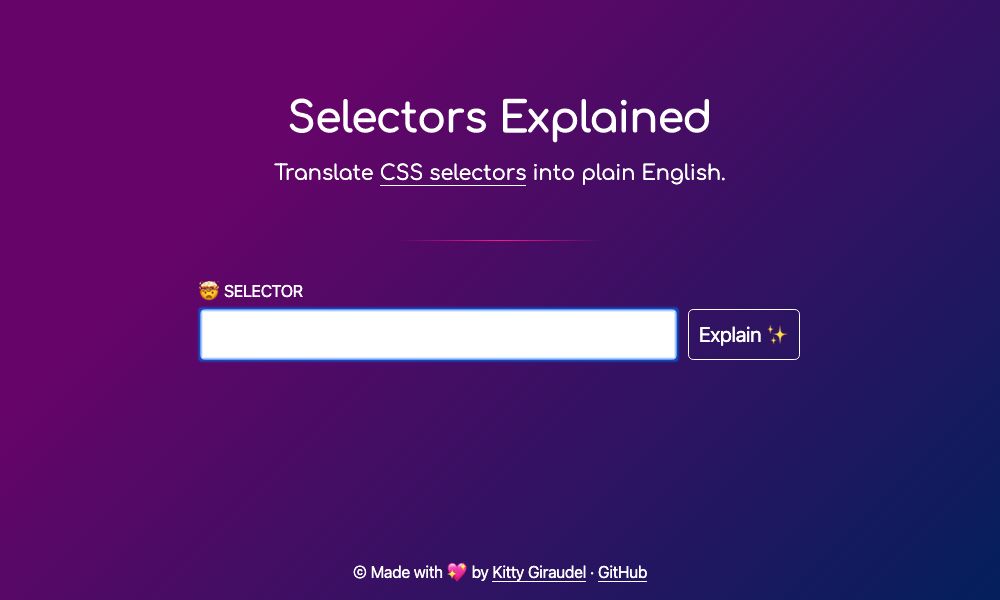 Selectors Explained
Translate CSS selectors into plain English.
🤯 SELECTOR
Explain ✨
© Made with 💖 by Kitty Giraudel · GitHub